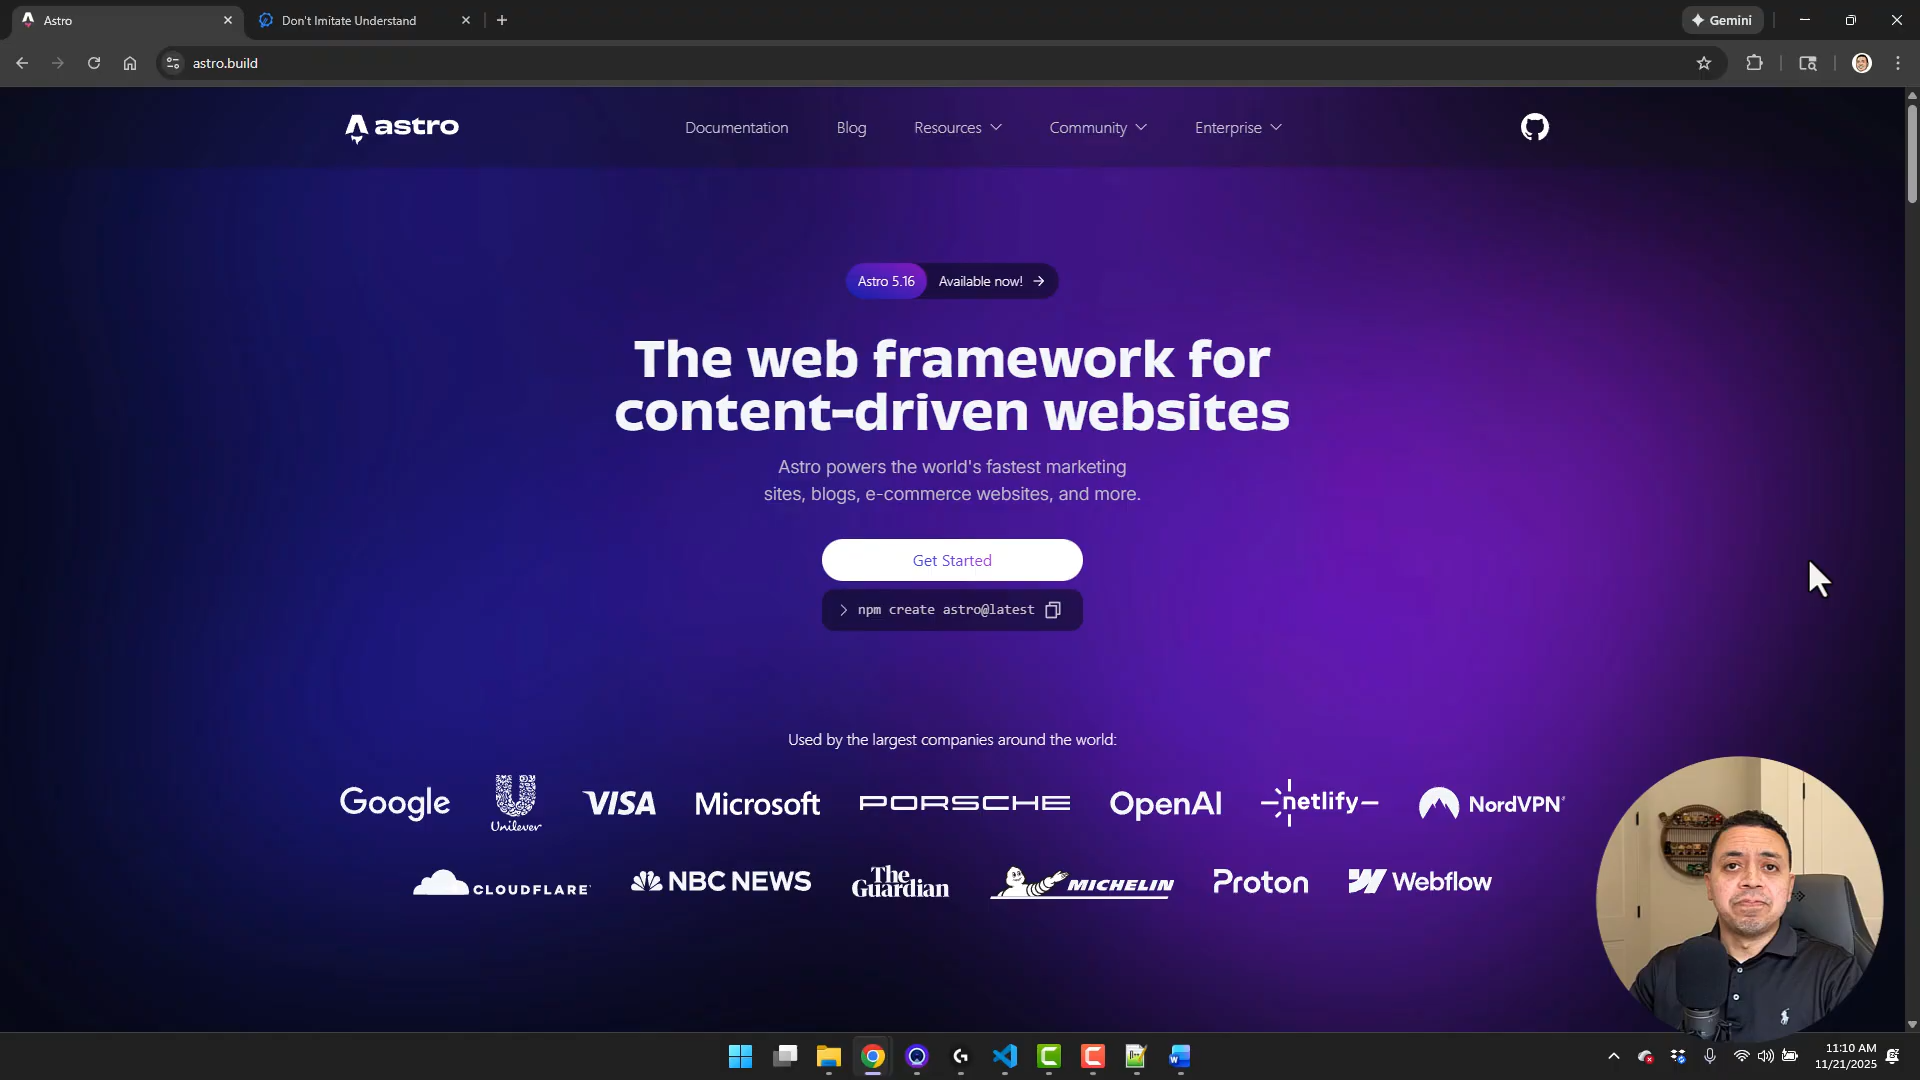 Astro
Don't Imitate Understand
Gemini
astro.build
astro
Documentation
Blog
Resources
Community
Enterprise
Astro 5.16
Available now! →
The web framework for
content-driven websites
Astro powers the world's fastest marketing
sites, blogs, e-commerce websites, and more.
Get Started
> npm create astro@latest
Used by the largest companies around the world:
Google
Unilever
VISA
Microsoft
PORSCHE
OpenAI
netlify
NordVPN®
CLOUDFLARE
NBC NEWS
The
Guardian
MICHELIN
Proton
Webflow
11:10 AM
11/21/2025